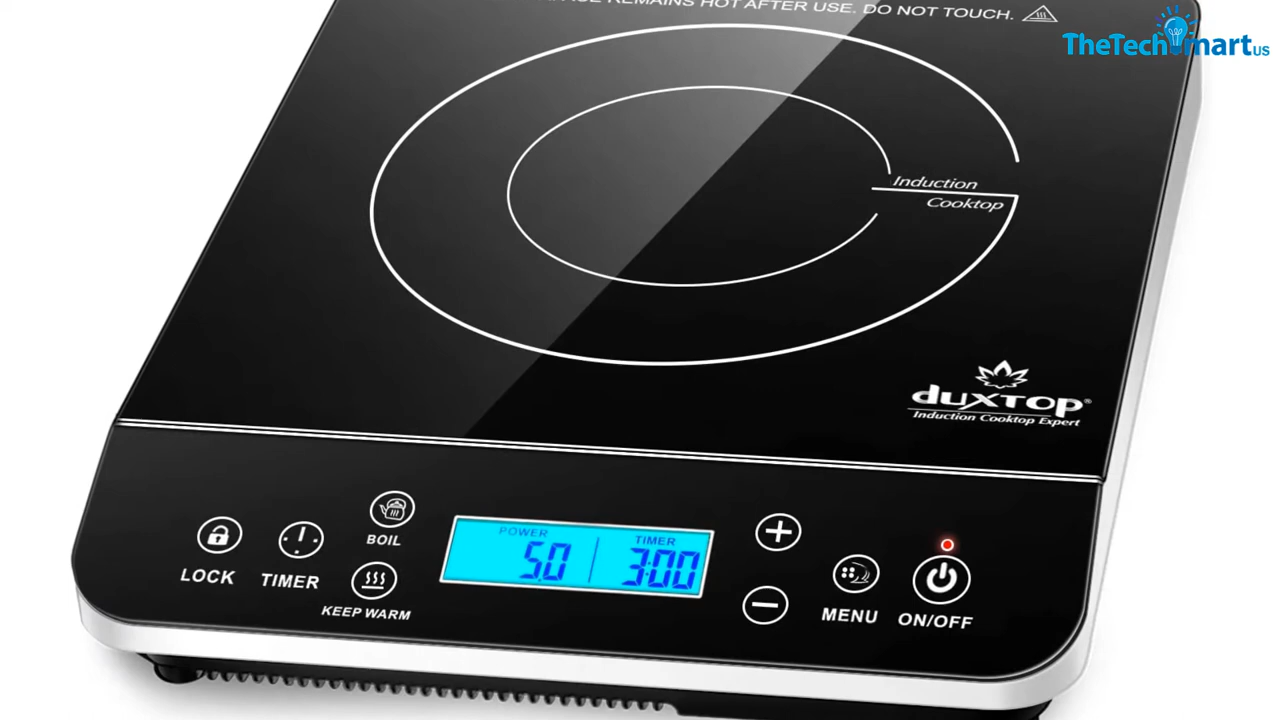 REMAINS HOT AFTER USE. DO NOT TOUCH.
TheTechSmartUS
Induction
Cooktop
duxtop®
Induction Cooktop Expert
POWER TIMER
5.0 3:00
BOIL
LOCK TIMER
KEEP WARM
+
−
MENU ON/OFF